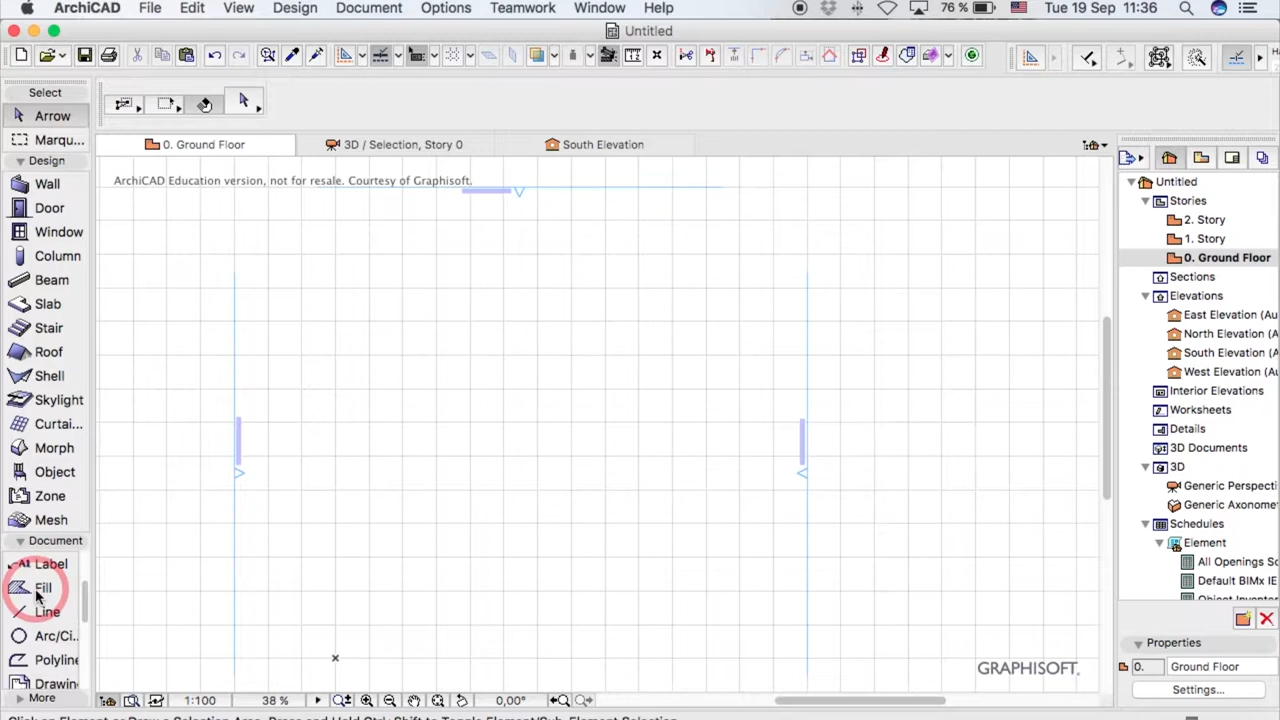 ArchiCAD File Edit View Design Document Options Teamwork Window Help 76 % Tue 19 Sep 11:36
Untitled
Select
Arrow
Marqu...
Design
Wall
Door
Window
Column
Beam
Slab
Stair
Roof
Shell
Skylight
Curtai...
Morph
Object
Zone
Mesh
Document
A1 Label
Fill
Line
Arc/Ci...
Polyline
Drawin
More
0. Ground Floor 3D / Selection, Story 0 South Elevation
ArchiCAD Education version, not for resale. Courtesy of Graphisoft.
GRAPHISOFT.
1:100 38 % 0,00°
Untitled
Stories
2. Story
1. Story
0. Ground Floor
Sections
Elevations
East Elevation (Au
North Elevation (A
South Elevation (A
West Elevation (Au
Interior Elevations
Worksheets
Details
3D Documents
3D
Generic Perspecti
Generic Axonome
Schedules
Element
All Openings Sc
Default BIMx IE
Properties
0. Ground Floor
Settings...